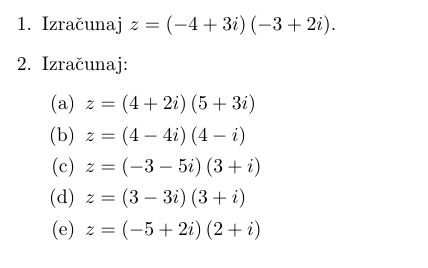 1. Izračunaj z = (−4 + 3i) (−3 + 2i).
2. Izračunaj:
(a) z = (4 + 2i) (5 + 3i)
(b) z = (4 − 4i) (4 − i)
(c) z = (−3 − 5i) (3 + i)
(d) z = (3 − 3i) (3 + i)
(e) z = (−5 + 2i) (2 + i)